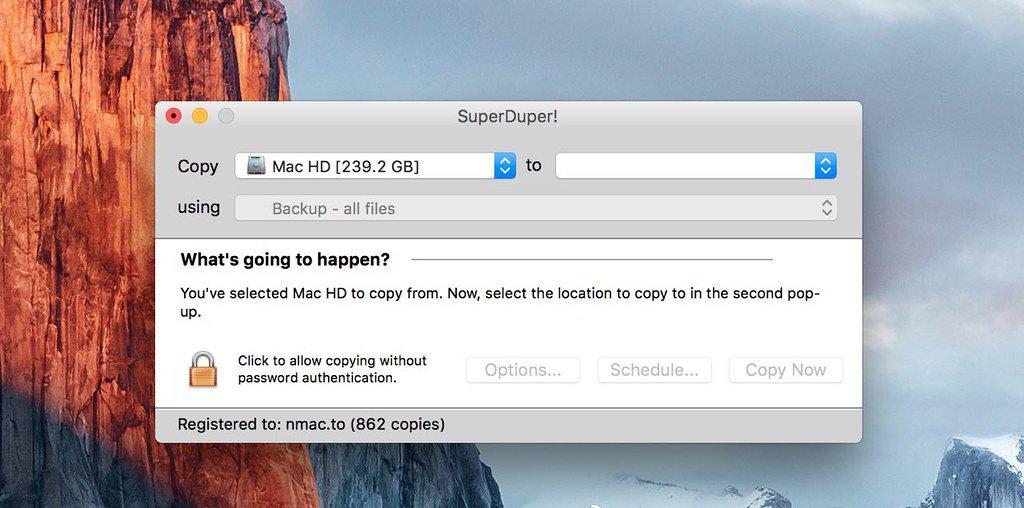 SuperDuper!
Copy Mac HD [239.2 GB] to
using Backup - all files
What's going to happen?
You've selected Mac HD to copy from. Now, select the location to copy to in the second pop-
up.
Click to allow copying without
password authentication.
Options... Schedule... Copy Now
Registered to: nmac.to (862 copies)